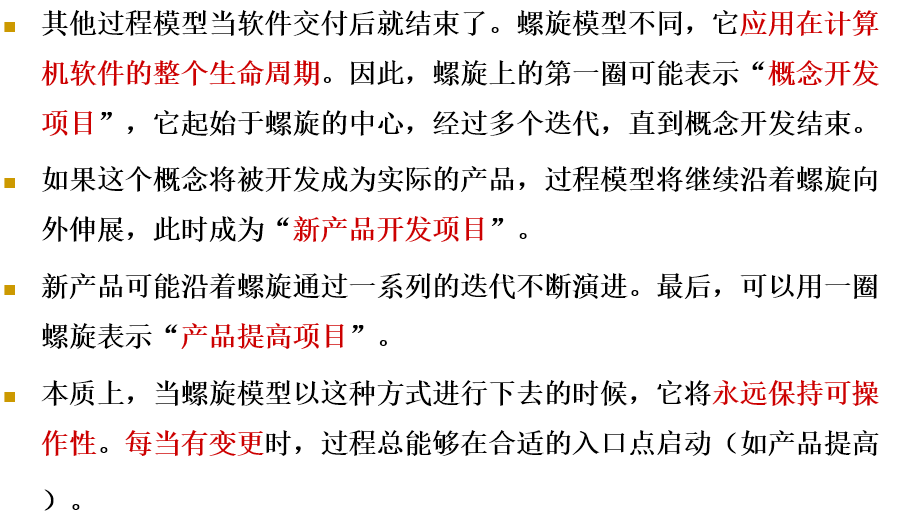 其他过程模型当软件交付后就结束了。螺旋模型不同，它应用在计算
机软件的整个生命周期。因此，螺旋上的第一圈可能表示“概念开发
项目”，它起始于螺旋的中心，经过多个迭代，直到概念开发结束。
如果这个概念将被开发成为实际的产品，过程模型将继续沿着螺旋向
外伸展，此时成为“新产品开发项目”。
新产品可能沿着螺旋通过一系列的迭代不断演进。最后，可以用一圈
螺旋表示“产品提高项目”。
本质上，当螺旋模型以这种方式进行下去的时候，它将永远保持可操
作性。每当有变更时，过程总能够在合适的入口点启动（如产品提高
）。